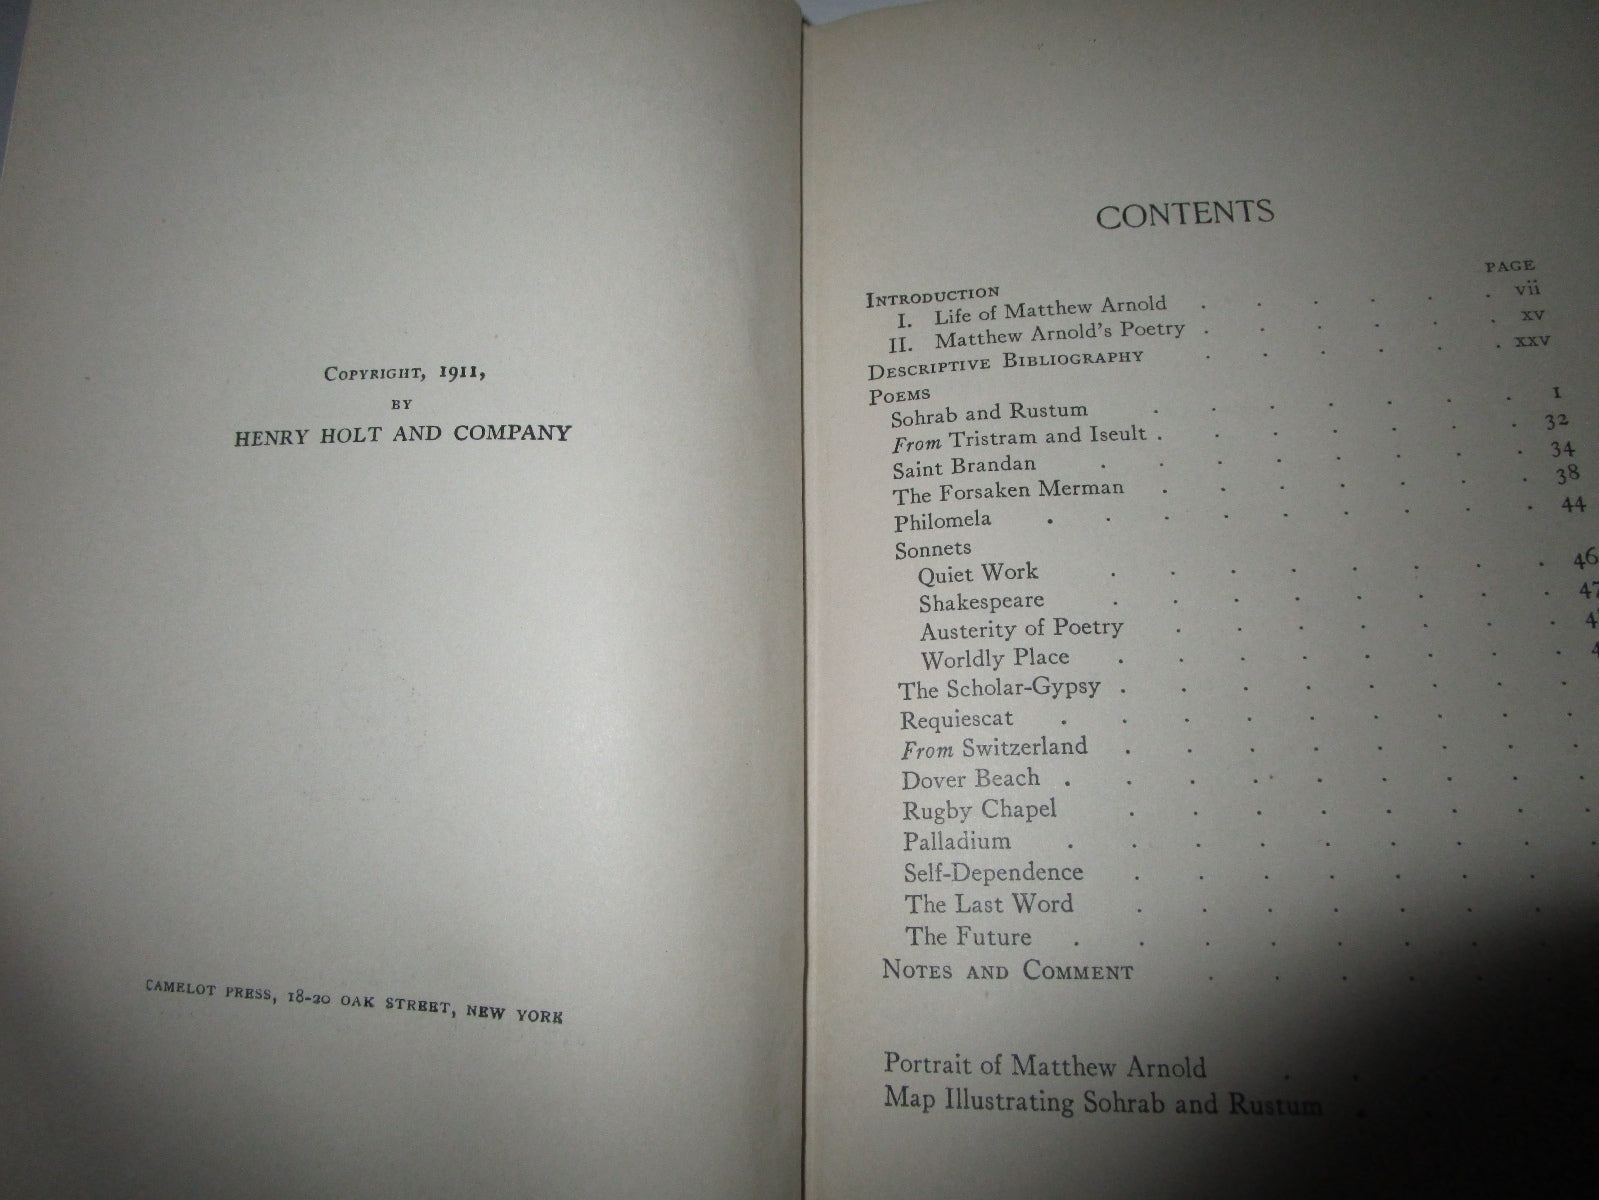 Copyright, 1911,
BY
HENRY HOLT AND COMPANY
CAMELOT PRESS, 18-20 OAK STREET, NEW YORK
CONTENTS
PAGE
Introduction
I. Life of Matthew Arnold . . . . . . vii
II. Matthew Arnold's Poetry . . . . . . xv
Descriptive Bibliography . . . . . . xxv
Poems
Sohrab and Rustum . . . . . . . 1
From Tristram and Iseult . . . . . . . 32
Saint Brandan . . . . . . . . 34
The Forsaken Merman . . . . . . . 38
Philomela . . . . . . . . . 44
Sonnets
Quiet Work . . . . . . . . 46
Shakespeare . . . . . . . . 47
Austerity of Poetry . . . . . . .
Worldly Place . . . . . . . .
The Scholar-Gypsy . . . . . . . .
Requiescat . . . . . . . . .
From Switzerland . . . . . . . .
Dover Beach . . . . . . . . .
Rugby Chapel . . . . . . . .
Palladium . . . . . . . . .
Self-Dependence . . . . . . .
The Last Word . . . . . . .
The Future . . . . . . . .
Notes and Comment . . . . .
Portrait of Matthew Arnold . .
Map Illustrating Sohrab and Rustum .